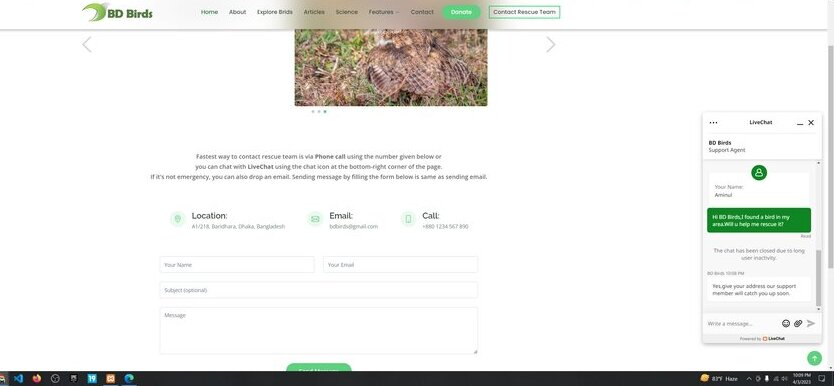 BD Birds
Home About Explore Brids Articles Science Features Contact Donate Contact Rescue Team
Fastest way to contact rescue team is via Phone call using the number given below or
you can chat with LiveChat using the chat icon at the bottom-right corner of the page.
If it's not emergency, you can also drop an email. Sending message by filling the form below is same as sending email.
Location:
A1/218, Baridhara, Dhaka, Bangladesh
Email:
bdbirds@gmail.com
Call:
+880 1234 567 890
Your Name
Your Email
Subject (optional)
Message
LiveChat
BD Birds
Support Agent
Your Name:
Aminul
Hi BD Birds,I found a bird in my
area.Will u help me rescue it?
Read
The chat has been closed due to long
user inactivity.
BD Birds 10:08 PM
Yes.give your address our support
member will catch you up soon.
Write a message...
Powered by LiveChat
19
83°F Haze
10:09 PM
4/3/2023